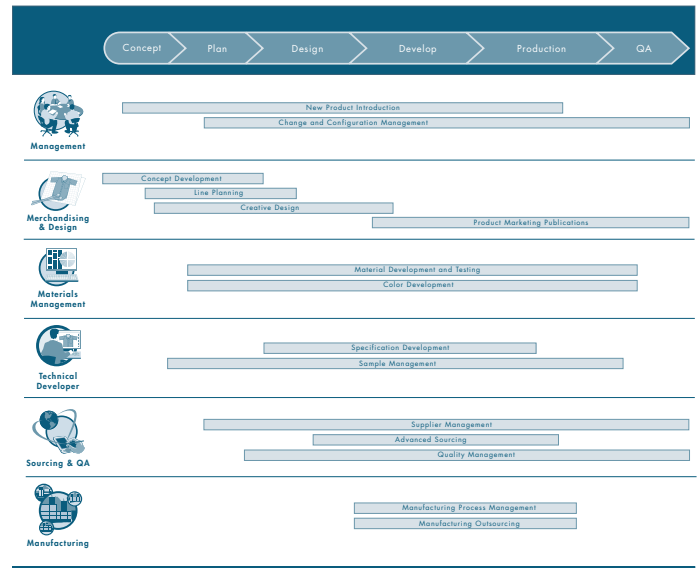 Concept Plan Design Develop Production QA
New Product Introduction
Change and Configuration Management
Management
Concept Development
Line Planning
Creative Design
Product Marketing Publications
Merchandising
& Design
Material Development and Testing
Color Development
Materials
Management
Specification Development
Sample Management
Technical
Developer
Supplier Management
Advanced Sourcing
Quality Management
Sourcing & QA
Manufacturing Process Management
Manufacturing Outsourcing
Manufacturing